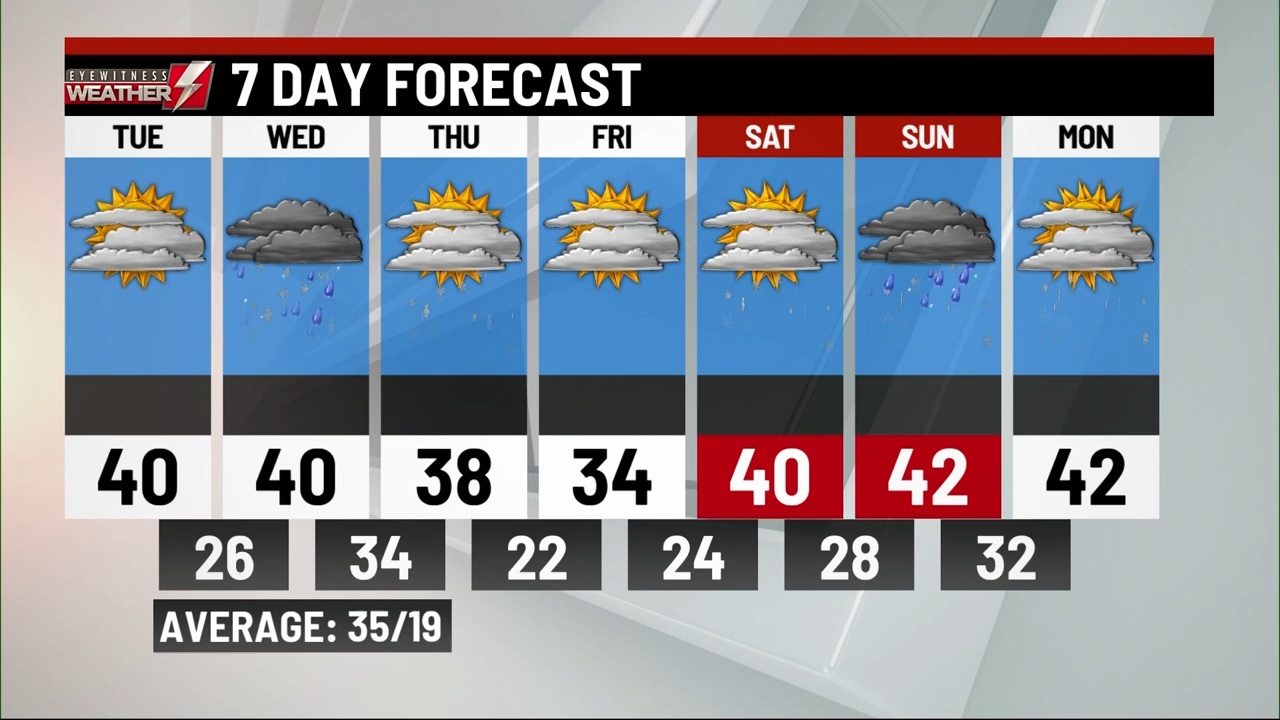 EYEWITNESS
WEATHER
7 DAY FORECAST
TUE WED THU FRI SAT SUN MON
40 40 38 34 40 42 42
26 34 22 24 28 32
AVERAGE: 35/19